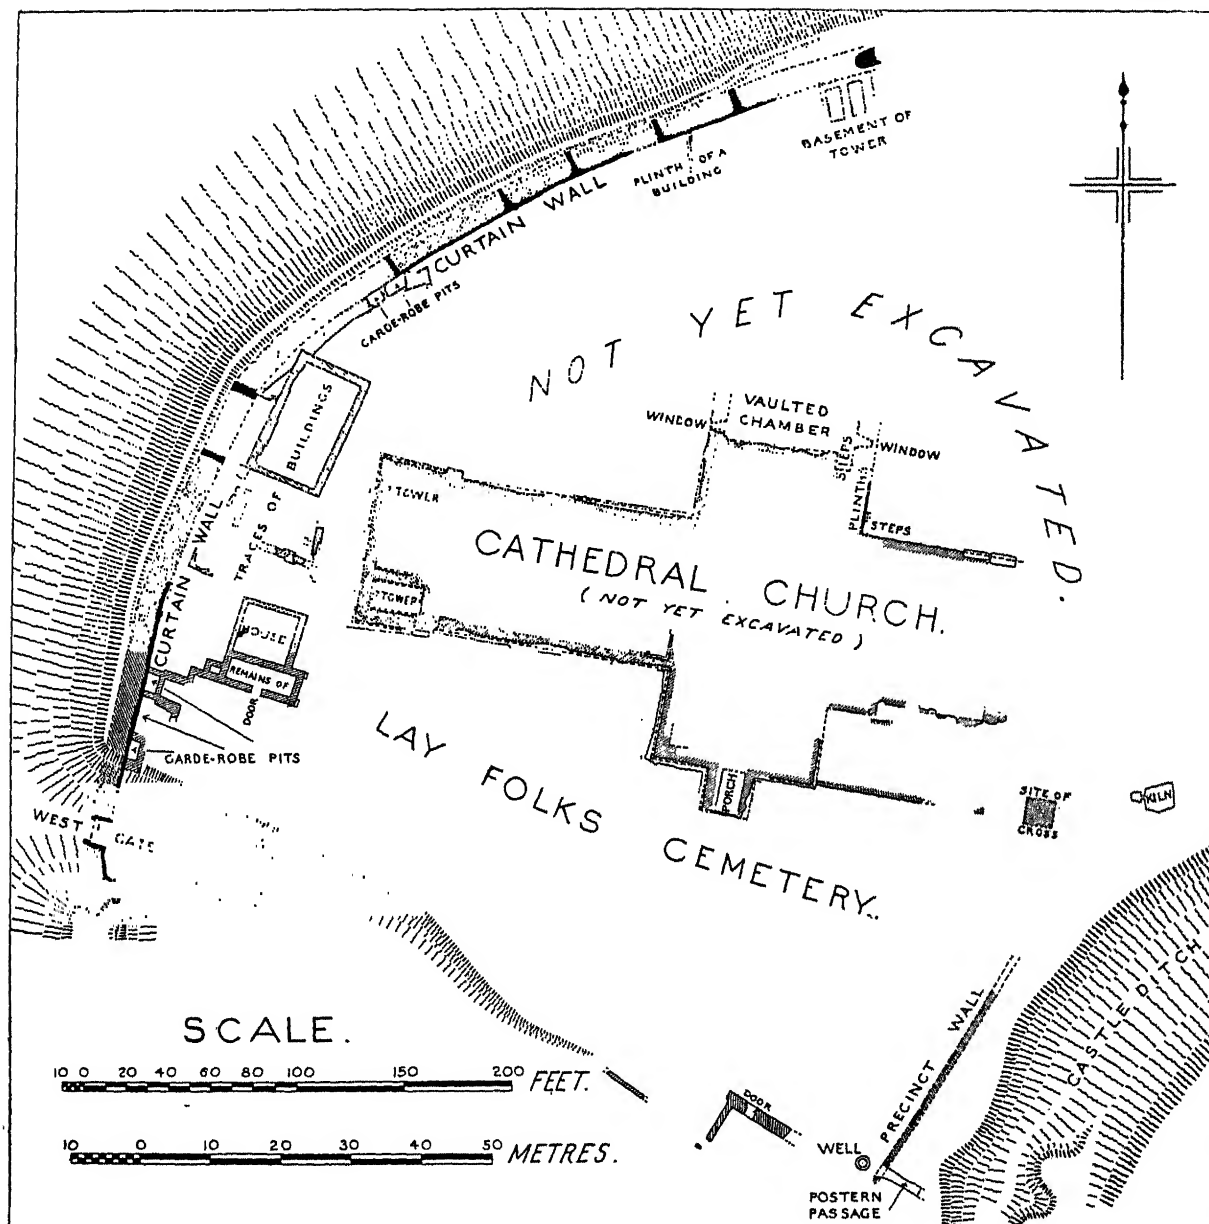 BASEMENT OF
TOWER
PLINTH OF A
BUILDING
CURTAIN WALL
GARDE-ROBE PITS
NOT YET EXCAVATED.
BUILDINGS
TRACES OF
CURTAIN WALL
WINDOW
VAULTED
CHAMBER
STEPS
WINDOW
PLINTH
STEPS
? TOWER
CATHEDRAL CHURCH.
(NOT YET EXCAVATED)
? TOWER
HOUSE
REMAINS OF
DOOR
GARDE-ROBE PITS
LAY FOLKS CEMETERY.
PORCH
SITE OF
CROSS
KILN
WEST GATE
CASTLE DITCH
PRECINCT WALL
SCALE.
10 0 20 40 60 80 100 150 200 FEET.
10 0 10 20 30 40 50 METRES.
DOOR
WELL
POSTERN
PASSAGE